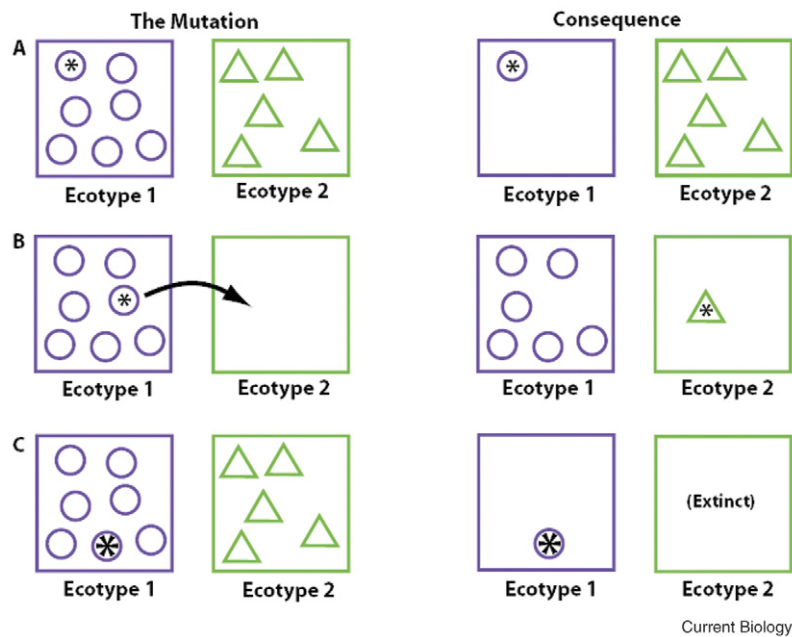 The Mutation Consequence
A
* *
Ecotype 1 Ecotype 2 Ecotype 1 Ecotype 2
B
* *
Ecotype 1 Ecotype 2 Ecotype 1 Ecotype 2
C
(Extinct)
* *
Ecotype 1 Ecotype 2 Ecotype 1 Ecotype 2
Current Biology